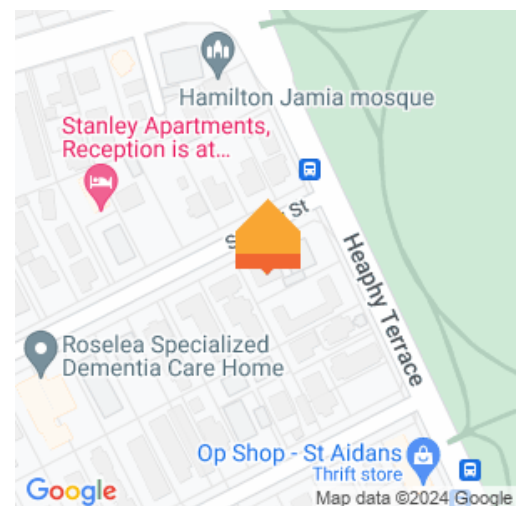 Hamilton Jamia mosque
Stanley Apartments,
Reception is at...
St
Heaphy Terrace
Roselea Specialized
Dementia Care Home
Op Shop - St Aidans
Thrift store
Google
Map data ©2024 Google